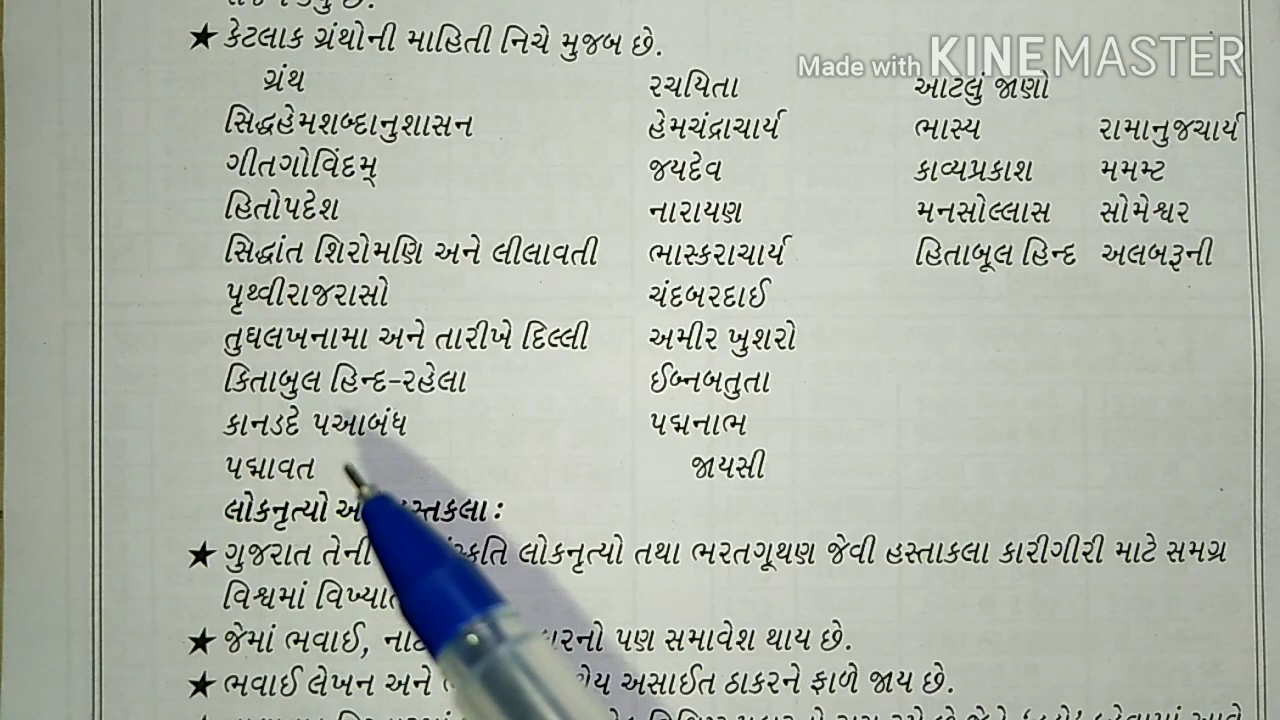 ★ કેટલાક ગ્રંથોની માહિતી નિચે મુજબ છે.
Made with KINEMASTER
ગ્રંથ રચયિતા આટલું જાણો
સિદ્ધહેમશબ્દાનુશાસન હેમચંદ્રાચાર્ય ભાસ્ય રામાનુજચાર્ય
ગીતગોવિંદમ્ જયદેવ કાવ્યપ્રકાશ મમમ્ટ
હિતોપદેશ નારાયણ મનસોલ્લાસ સોમેશ્વર
સિદ્ધાંત શિરોમણિ અને લીલાવતી ભાસ્કરાચાર્ય હિતાબૂલ હિન્દ અલબરૂની
પૃથ્વીરાજરાસો ચંદબરદાઈ
તુઘલખનામા અને તારીખે દિલ્લી અમીર ખુશરો
કિતાબુલ હિન્દ-રહેલા ઈબ્નબતુતા
કાનડદે પઆબંધ પદ્મનાભ
પદ્માવત જાયસી
લોકનૃત્યો
★ ગુજરાત તેની લોકનૃત્યો તથા ભરતગૂથણ જેવી હસ્તાકલા કારીગીરી માટે સમગ્ર
વિશ્વમાં
★ જેમાં ભવાઈ, પણ સમાવેશ થાય છે.
★ ભવાઈ લેખન અને અસાઈત ઠાકરને ફાળે જાય છે.